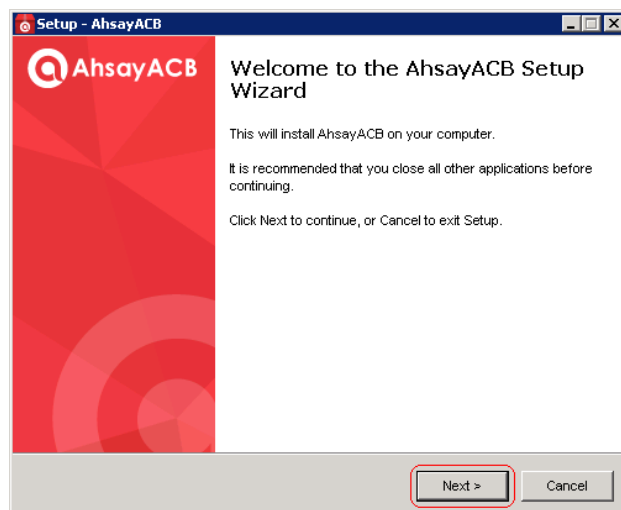 Setup - AhsayACB
AhsayACB
Welcome to the AhsayACB Setup
Wizard
This will install AhsayACB on your computer.
It is recommended that you close all other applications before
continuing.
Click Next to continue, or Cancel to exit Setup.
Next >
Cancel